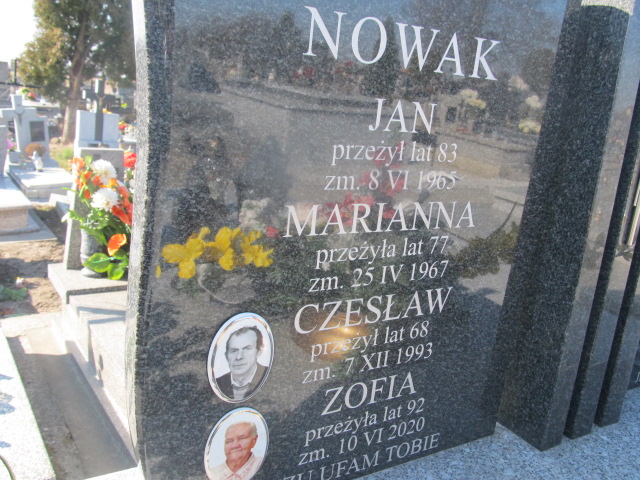 NOWAK
JAN
przeżył lat 83
zm. 8 VI 1965
MARIANNA
przeżyła lat 77
zm. 25 IV 1967
CZESŁAW
przeżył lat 68
zm. 7 XII 1993
ZOFIA
przeżyła lat 92
zm. 10 VI 2020
UFAM TOBIE